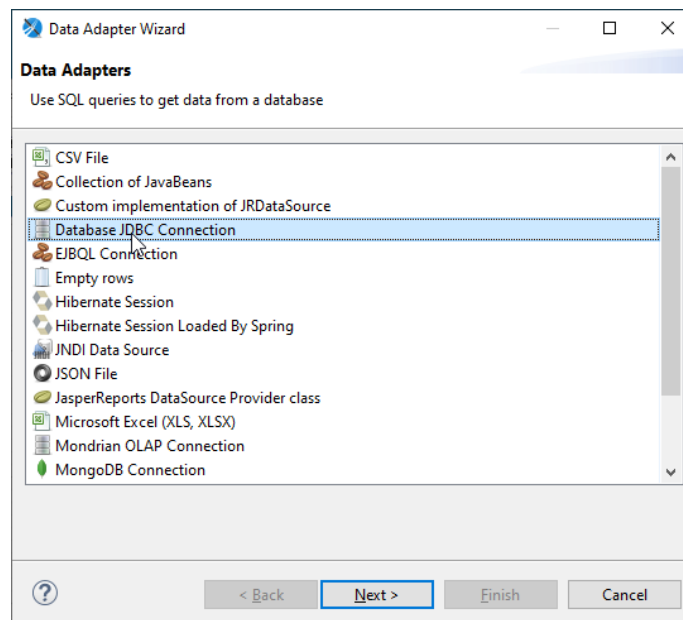 Data Adapter Wizard
Data Adapters
Use SQL queries to get data from a database
CSV File
Collection of JavaBeans
Custom implementation of JRDataSource
Database JDBC Connection
EJBQL Connection
Empty rows
Hibernate Session
Hibernate Session Loaded By Spring
JNDI Data Source
JSON File
JasperReports DataSource Provider class
Microsoft Excel (XLS, XLSX)
Mondrian OLAP Connection
MongoDB Connection
? < Back Next > Finish Cancel